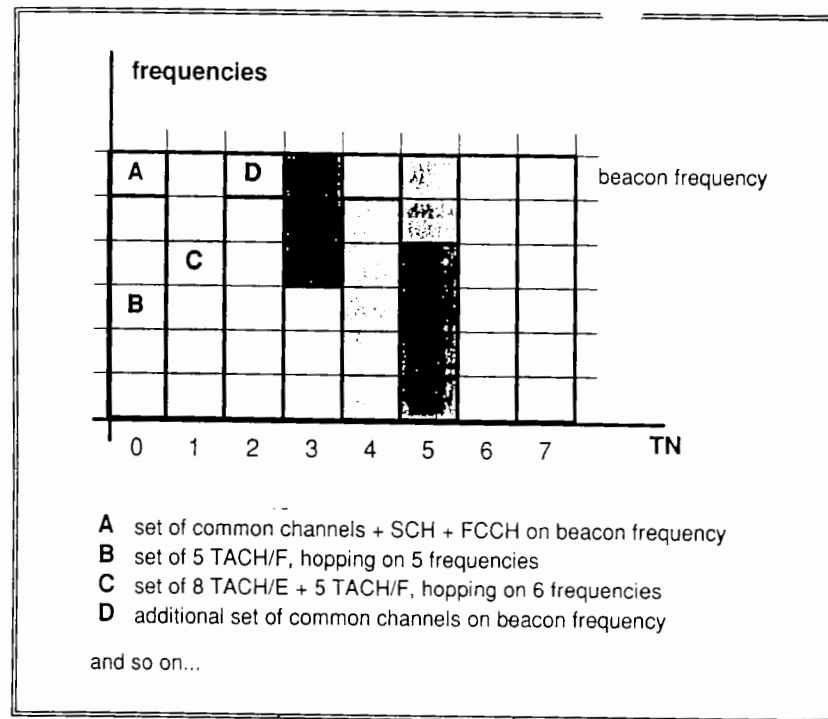 frequencies
A D beacon frequency
C
B
0 1 2 3 4 5 6 7 TN
A set of common channels + SCH + FCCH on beacon frequency
B set of 5 TACH/F, hopping on 5 frequencies
C set of 8 TACH/E + 5 TACH/F, hopping on 6 frequencies
D additional set of common channels on beacon frequency
and so on...